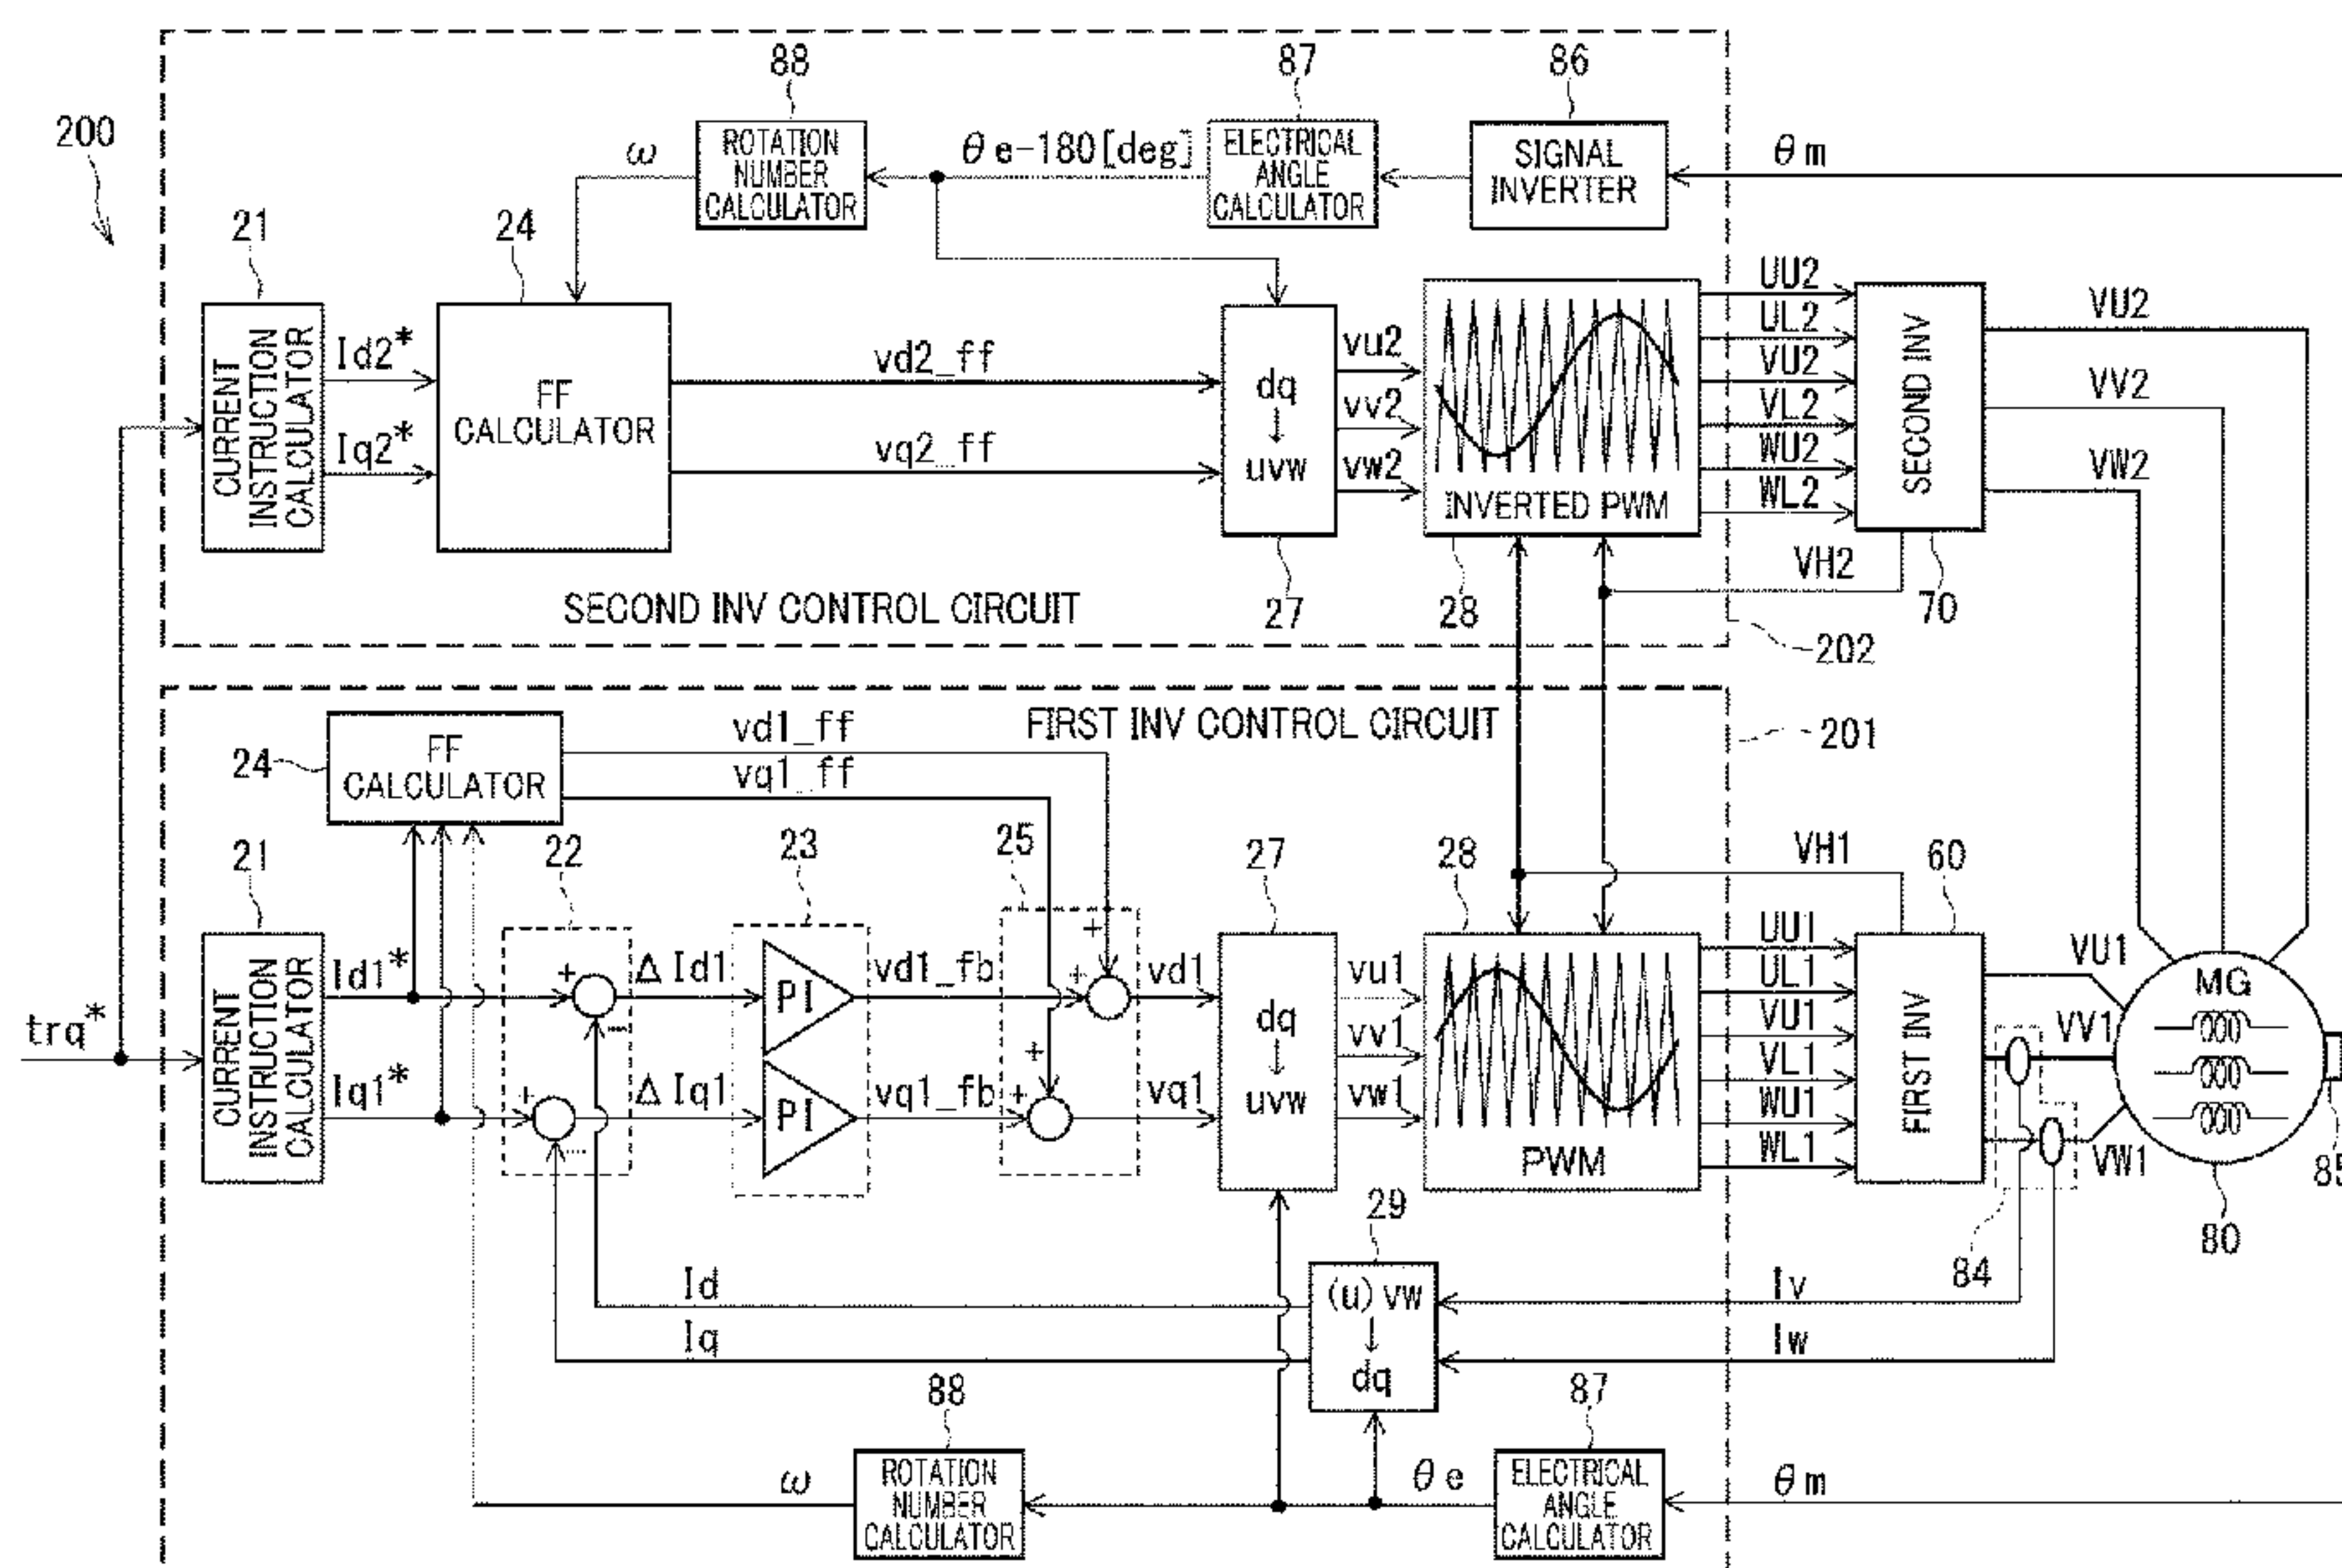 88
87
86
200
ROTATION
NUMBER
CALCULATOR
ω
θe-180[deg]
ELECTRICAL
ANGLE
CALCULATOR
SIGNAL
INVERTER
θm
21
24
CURRENT
INSTRUCTION
CALCULATOR
Id2*
Iq2*
FF
CALCULATOR
vd2_ff
vq2_ff
dq
↓
uvw
27
vu2
vv2
vw2
INVERTED PWM
28
UU2
UL2
VU2
VL2
WU2
WL2
SECOND INV
70
VU2
VV2
VW2
VH2
SECOND INV CONTROL CIRCUIT
202
FIRST INV CONTROL CIRCUIT
201
24
FF
CALCULATOR
vd1_ff
vq1_ff
21
22
23
25
27
28
VH1
60
trq*
CURRENT
INSTRUCTION
CALCULATOR
Id1*
Iq1*
+
-
+
-
ΔId1
ΔIq1
PI
PI
vd1_fb
vq1_fb
+
+
+
+
vd1
vq1
dq
↓
uvw
vu1
vv1
vw1
PWM
UU1
UL1
VU1
VL1
WU1
WL1
FIRST INV
VU1
VV1
VW1
MG
80
84
29
Id
Iq
(u)vw
↓
dq
Iv
Iw
88
87
ω
ROTATION
NUMBER
CALCULATOR
θe
ELECTRICAL
ANGLE
CALCULATOR
θm